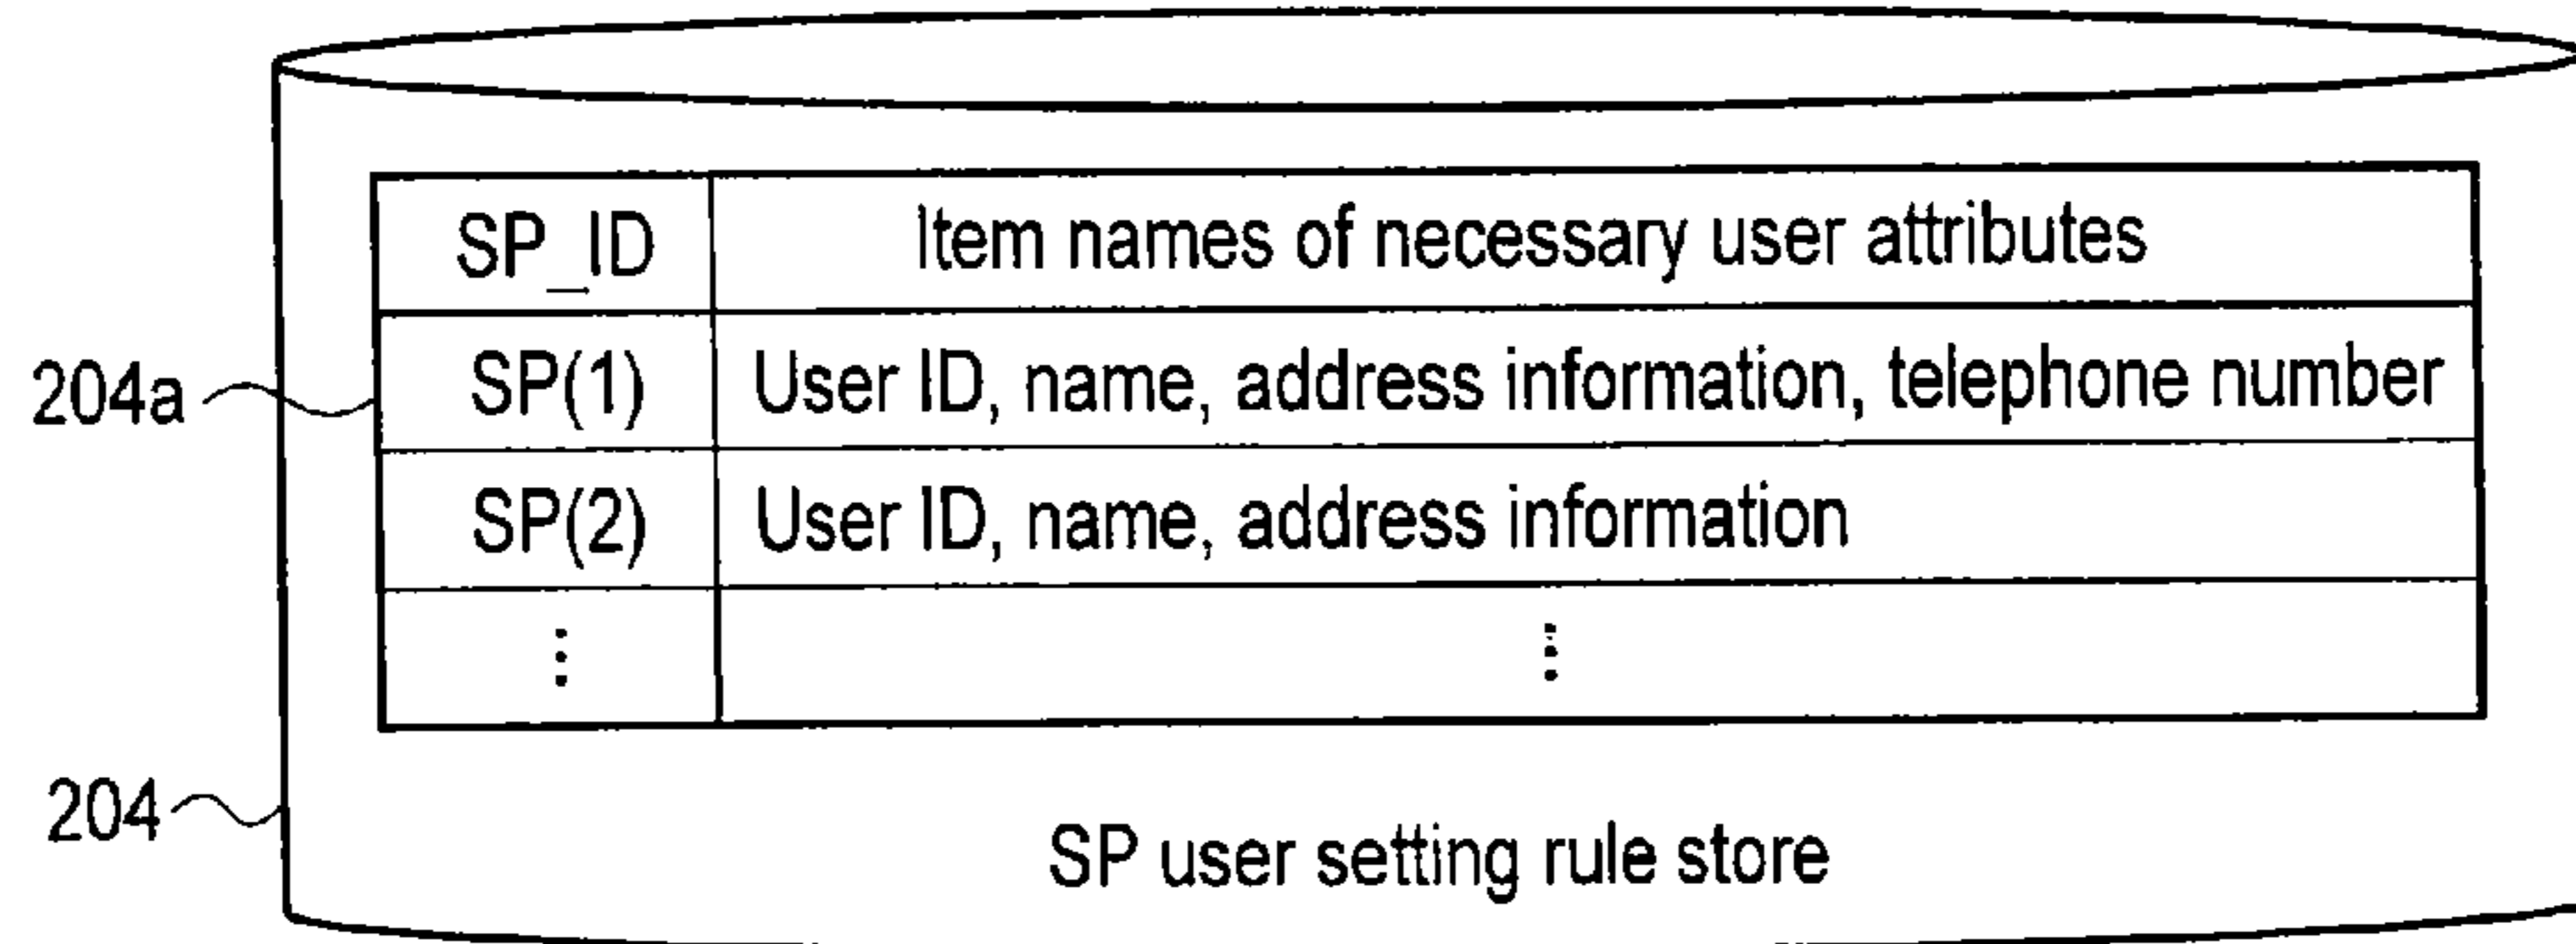 SP_ID Item names of necessary user attributes
204a SP(1) User ID, name, address information, telephone number
SP(2) User ID, name, address information
⋮ ⋮
204
SP user setting rule store